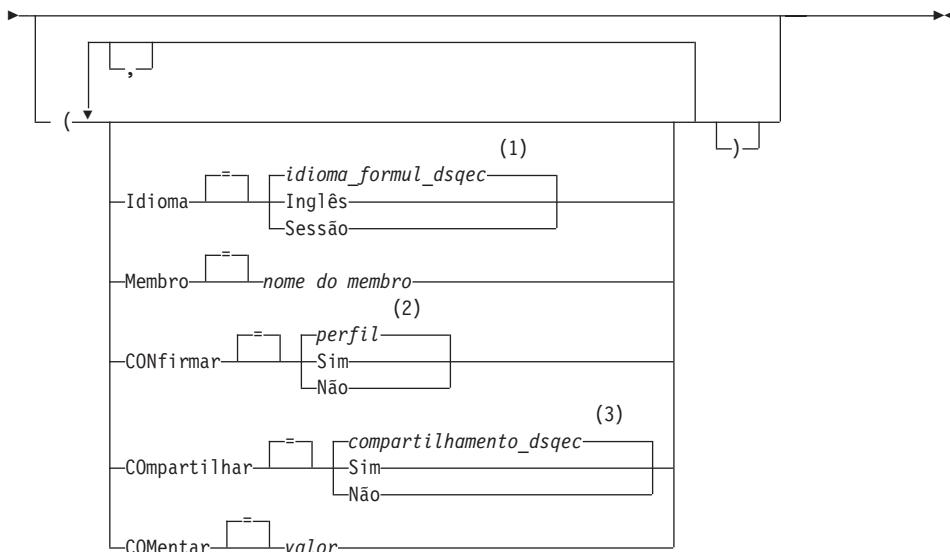 ,
(
)
(1)
= idioma_formul_dsqec
Idioma Inglês
Sessão
=
Membro nome do membro
(2)
= perfil
CONfirmar Sim
Não
(3)
= compartilhamento_dsqec
COmpartilhar Sim
Não
=
COMentar valor